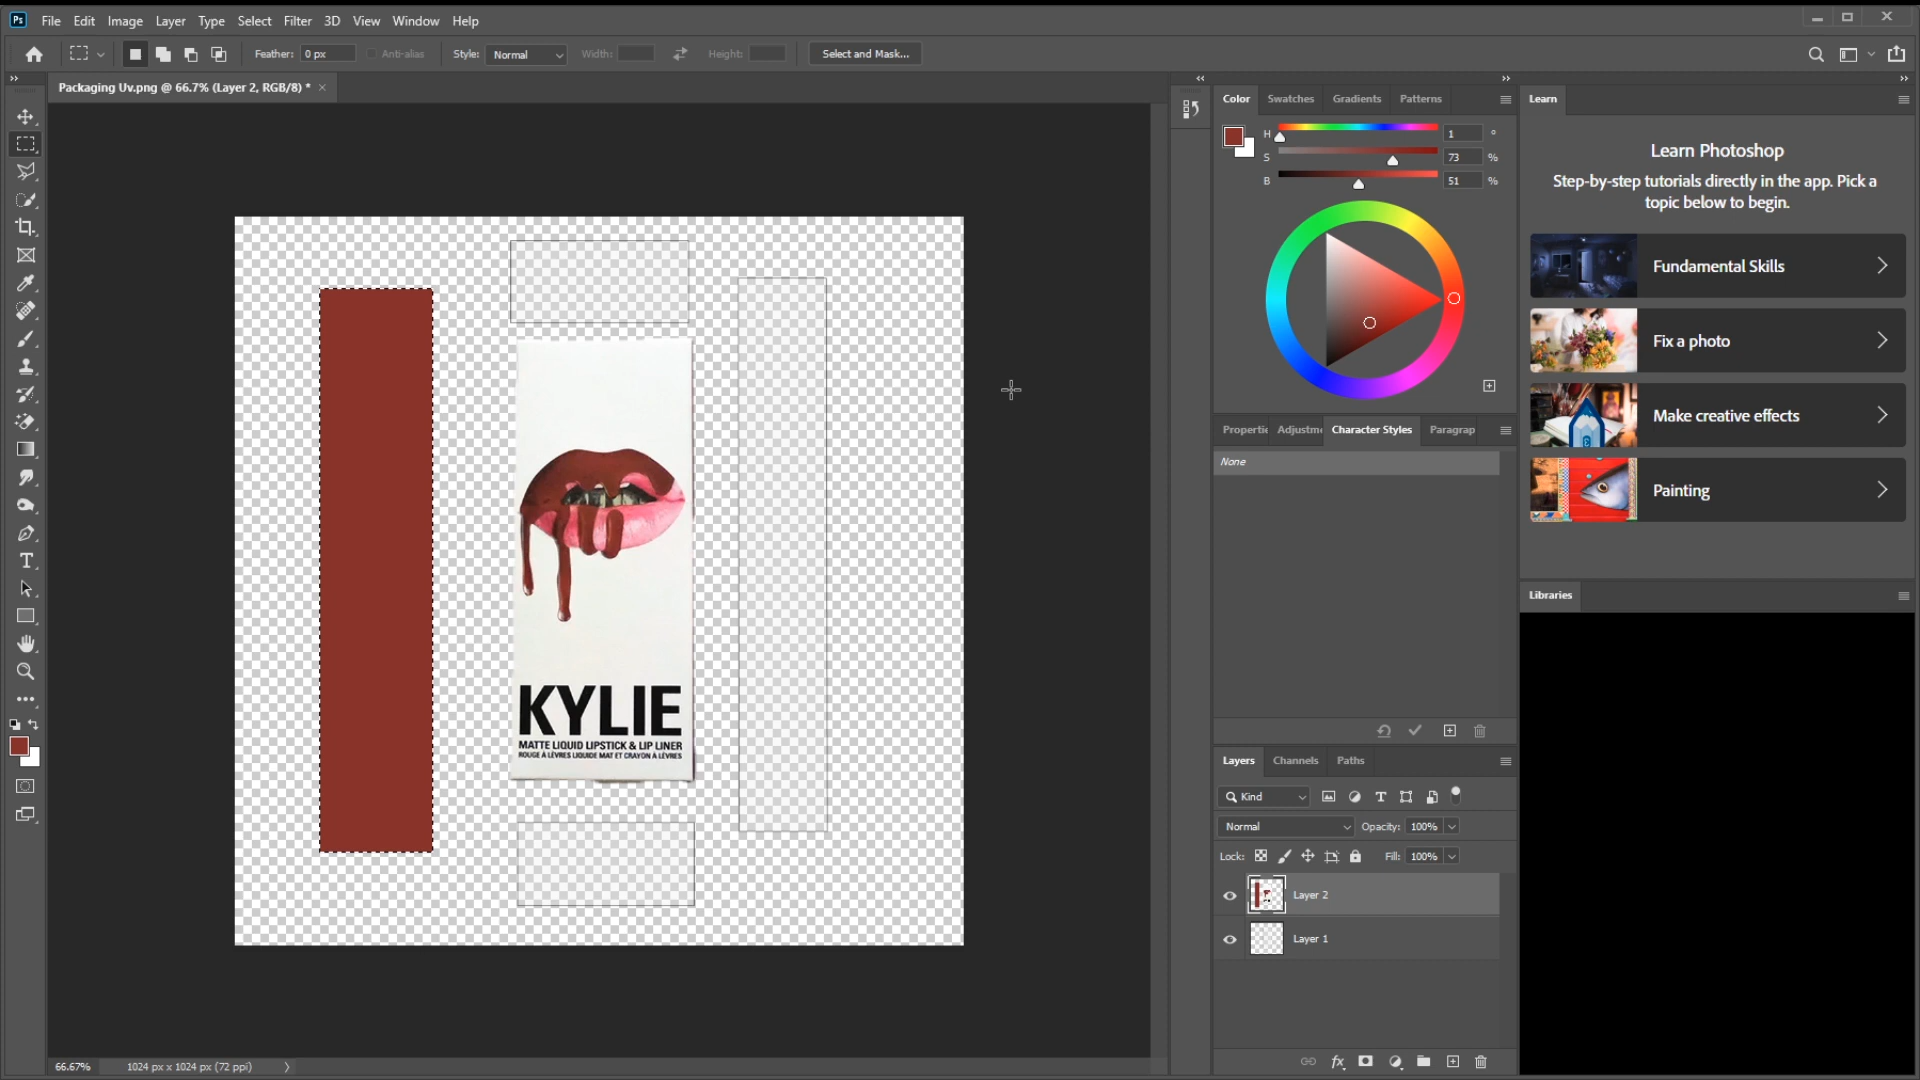 Ps File Edit Image Layer Type Select Filter 3D View Window Help
Feather: 0 px Anti-alias Style: Normal Width: Height: Select and Mask...
Packaging Uv.png @ 66.7% (Layer 2, RGB/8) * ×
Color Swatches Gradients Patterns
H 1 °
S 73 %
B 51 %
Learn
Learn Photoshop
Step-by-step tutorials directly in the app. Pick a
topic below to begin.
Fundamental Skills
Fix a photo
Make creative effects
Painting
Propertie Adjustme Character Styles Paragrap
None
Libraries
KYLIE
MATTE LIQUID LIPSTICK & LIP LINER
ROUGE À LÈVRES LIQUIDE MAT ET CRAYON À LÈVRES
Layers Channels Paths
Kind
Normal Opacity: 100%
Lock: Fill: 100%
Layer 2
Layer 1
66.67% 1024 px x 1024 px (72 ppi)